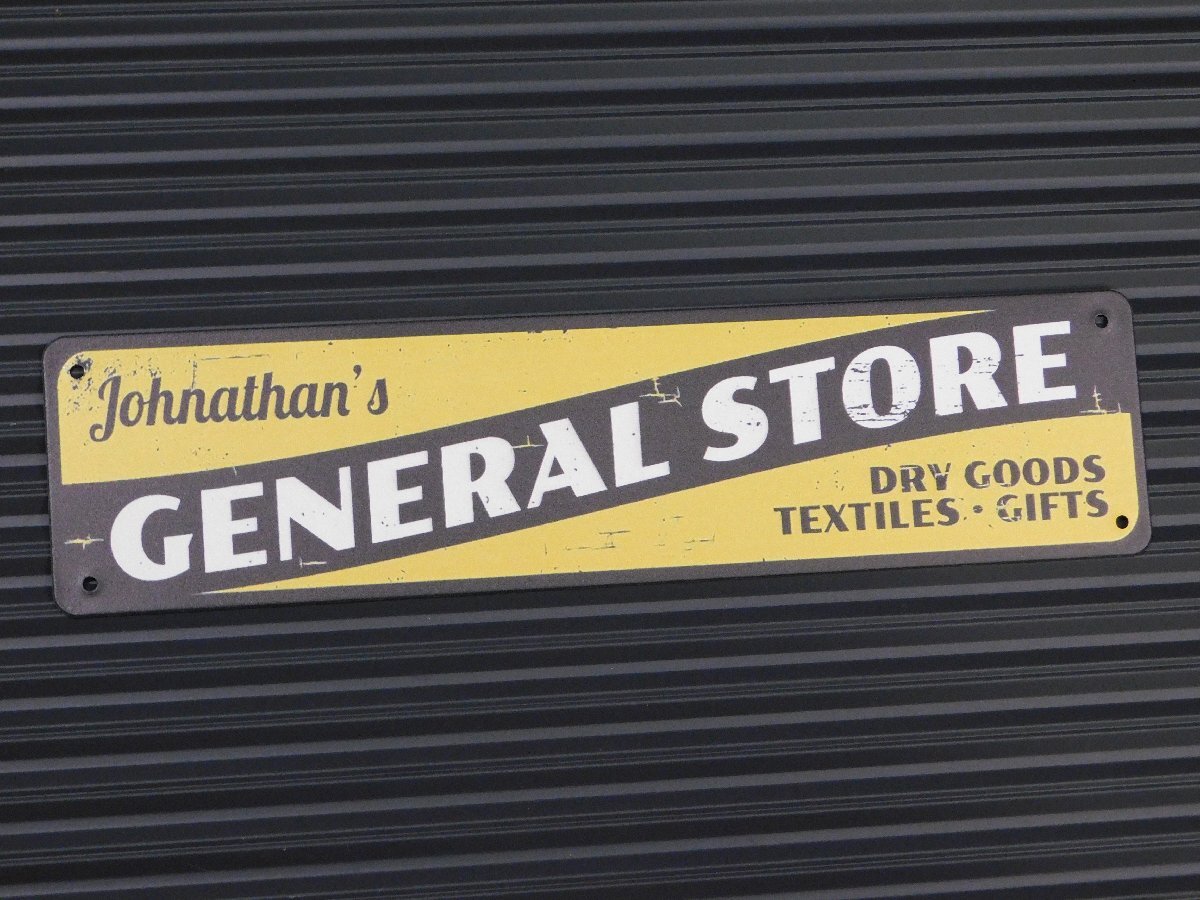 Johnathan's
GENERAL STORE
DRY GOODS
TEXTILES · GIFTS